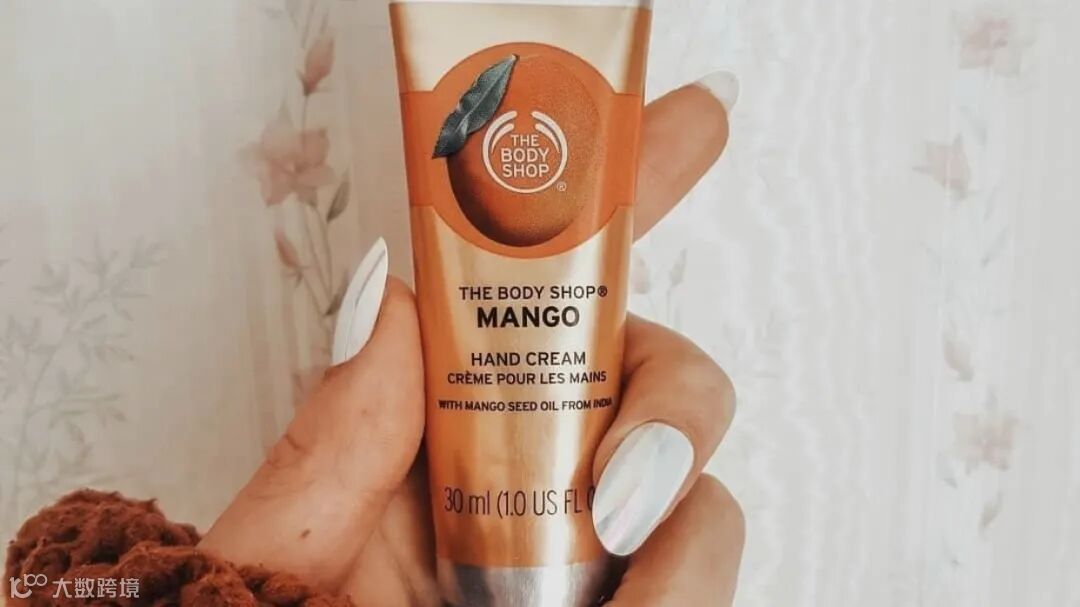 THE
BODY
SHOP
®
THE BODY SHOP®
MANGO
HAND CREAM
CRÈME POUR LES MAINS
WITH MANGO SEED OIL FROM INDIA
30 ml (1.0 US FL
大数跨境